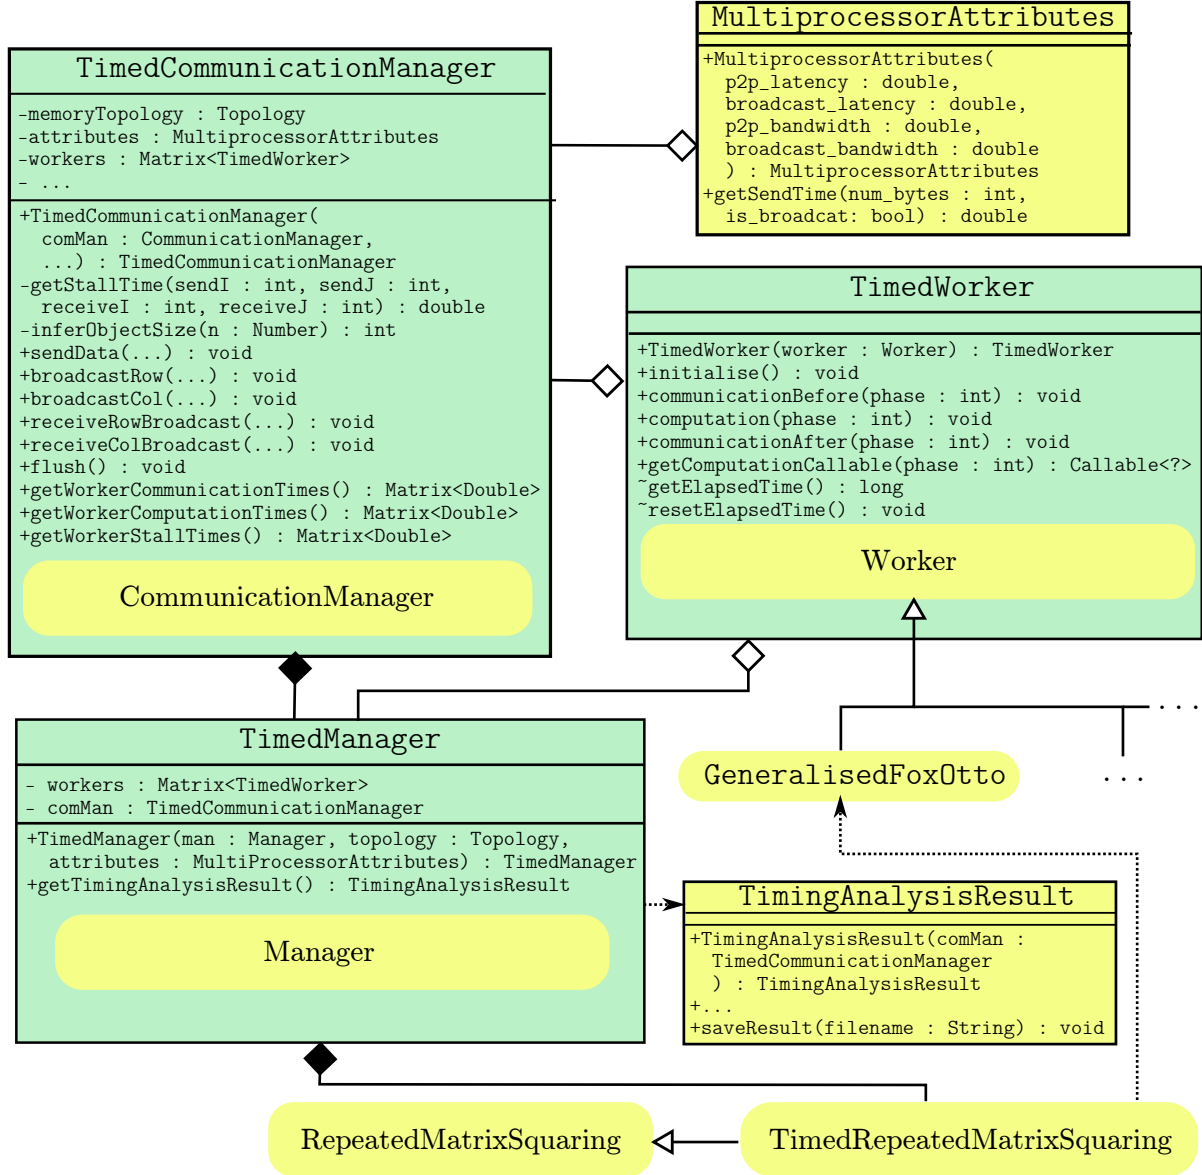 MultiprocessorAttributes
+MultiprocessorAttributes(
p2p_latency : double,
broadcast_latency : double,
p2p_bandwidth : double,
broadcast_bandwidth : double
) : MultiprocessorAttributes
+getSendTime(num_bytes : int,
is_broadcat: bool) : double
TimedCommunicationManager
-memoryTopology : Topology
-attributes : MultiprocessorAttributes
-workers : Matrix<TimedWorker>
- ...
+TimedCommunicationManager(
comMan : CommunicationManager,
...) : TimedCommunicationManager
-getStallTime(sendI : int, sendJ : int,
receiveI : int, receiveJ : int) : double
-inferObjectSize(n : Number) : int
+sendData(...) : void
+broadcastRow(...) : void
+broadcastCol(...) : void
+receiveRowBroadcast(...) : void
+receiveColBroadcast(...) : void
+flush() : void
+getWorkerCommunicationTimes() : Matrix<Double>
+getWorkerComputationTimes() : Matrix<Double>
+getWorkerStallTimes() : Matrix<Double>
CommunicationManager
TimedWorker
+TimedWorker(worker : Worker) : TimedWorker
+initialise() : void
+communicationBefore(phase : int) : void
+computation(phase : int) : void
+communicationAfter(phase : int) : void
+getComputationCallable(phase : int) : Callable<?>
~getElapsedTime() : long
~resetElapsedTime() : void
Worker
...
GeneralisedFoxOtto
...
TimedManager
- workers : Matrix<TimedWorker>
- comMan : TimedCommunicationManager
+TimedManager(man : Manager, topology : Topology,
attributes : MultiProcessorAttributes) : TimedManager
+getTimingAnalysisResult() : TimingAnalysisResult
Manager
TimingAnalysisResult
+TimingAnalysisResult(comMan :
TimedCommunicationManager
) : TimingAnalysisResult
+...
+saveResult(filename : String) : void
RepeatedMatrixSquaring
TimedRepeatedMatrixSquaring